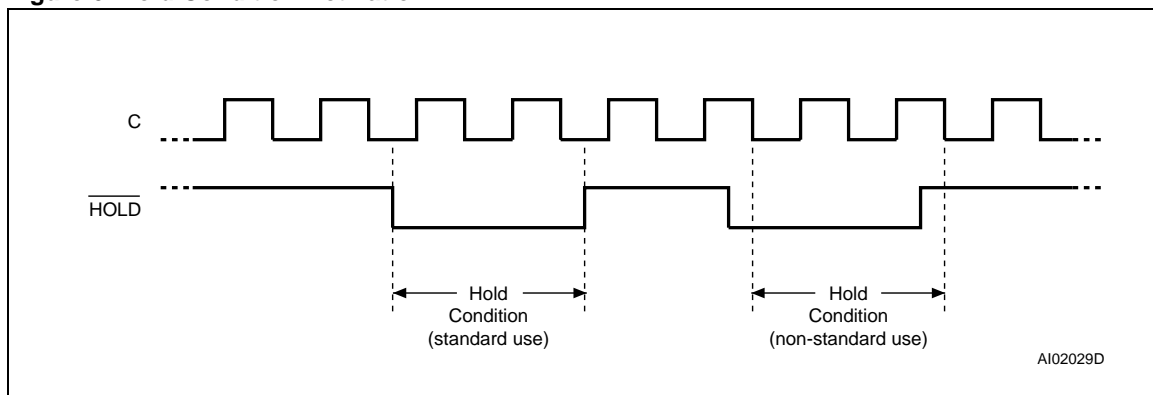 C
HOLD
Hold
Condition
(standard use)
Hold
Condition
(non-standard use)
AI02029D